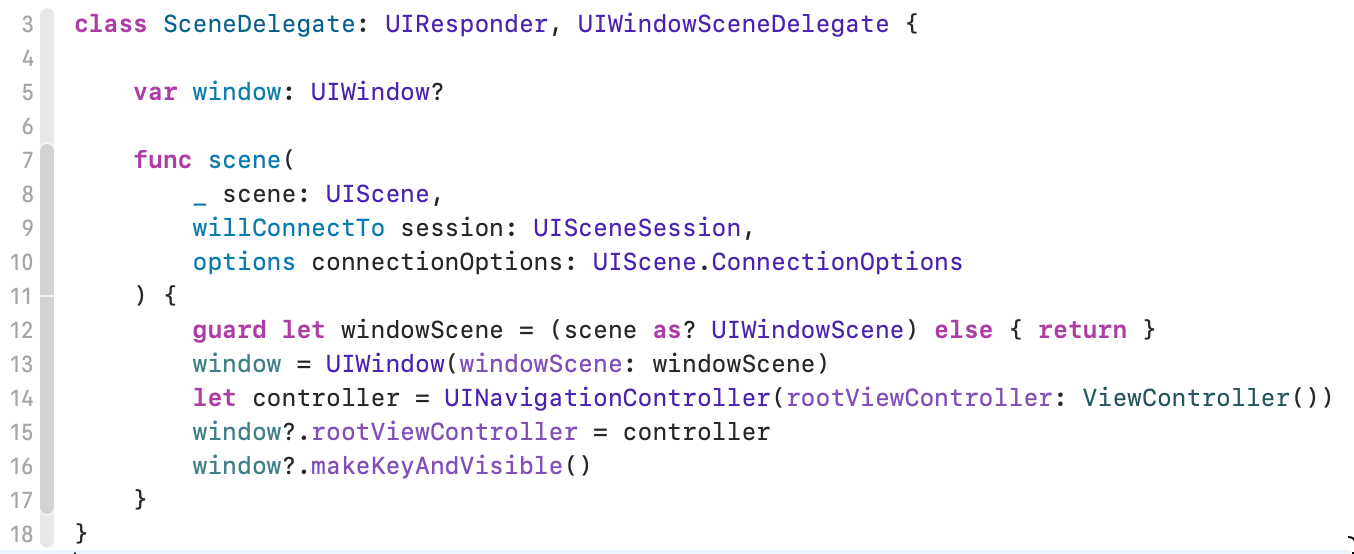 3 class SceneDelegate: UIResponder, UIWindowSceneDelegate {
4
5     var window: UIWindow?
6
7     func scene(
8         _ scene: UIScene,
9         willConnectTo session: UISceneSession,
10         options connectionOptions: UIScene.ConnectionOptions
11     ) {
12         guard let windowScene = (scene as? UIWindowScene) else { return }
13         window = UIWindow(windowScene: windowScene)
14         let controller = UINavigationController(rootViewController: ViewController())
15         window?.rootViewController = controller
16         window?.makeKeyAndVisible()
17     }
18 }